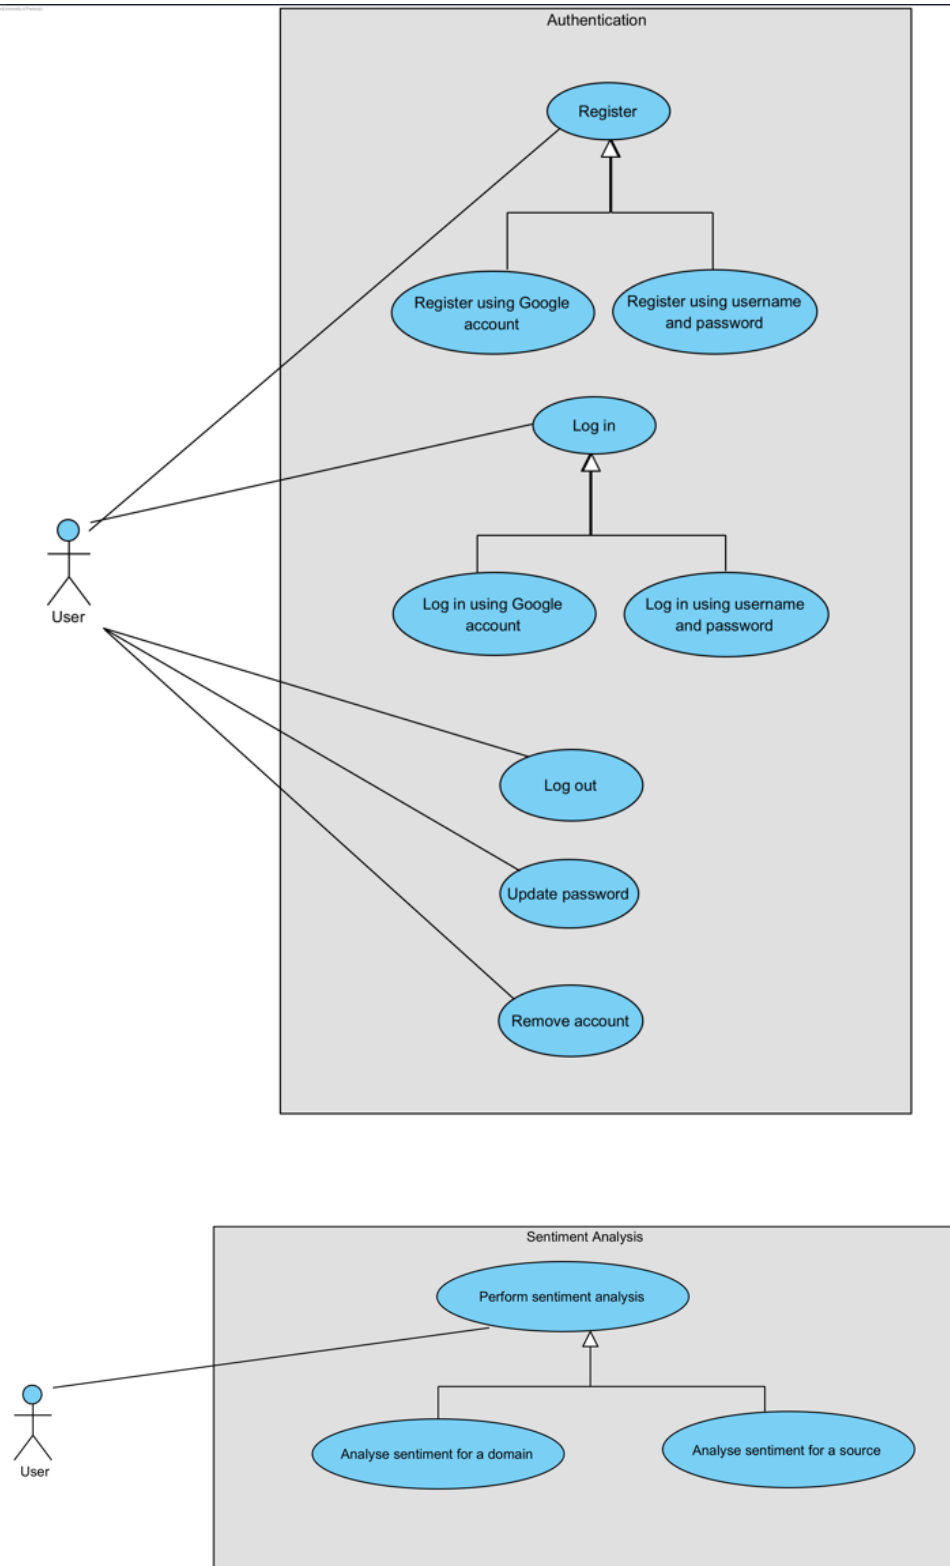 Authentication
Register
Register using Google
account
Register using username
and password
Log in
User
Log in using Google
account
Log in using username
and password
Log out
Update password
Remove account
Sentiment Analysis
Perform sentiment analysis
User
Analyse sentiment for a domain
Analyse sentiment for a source